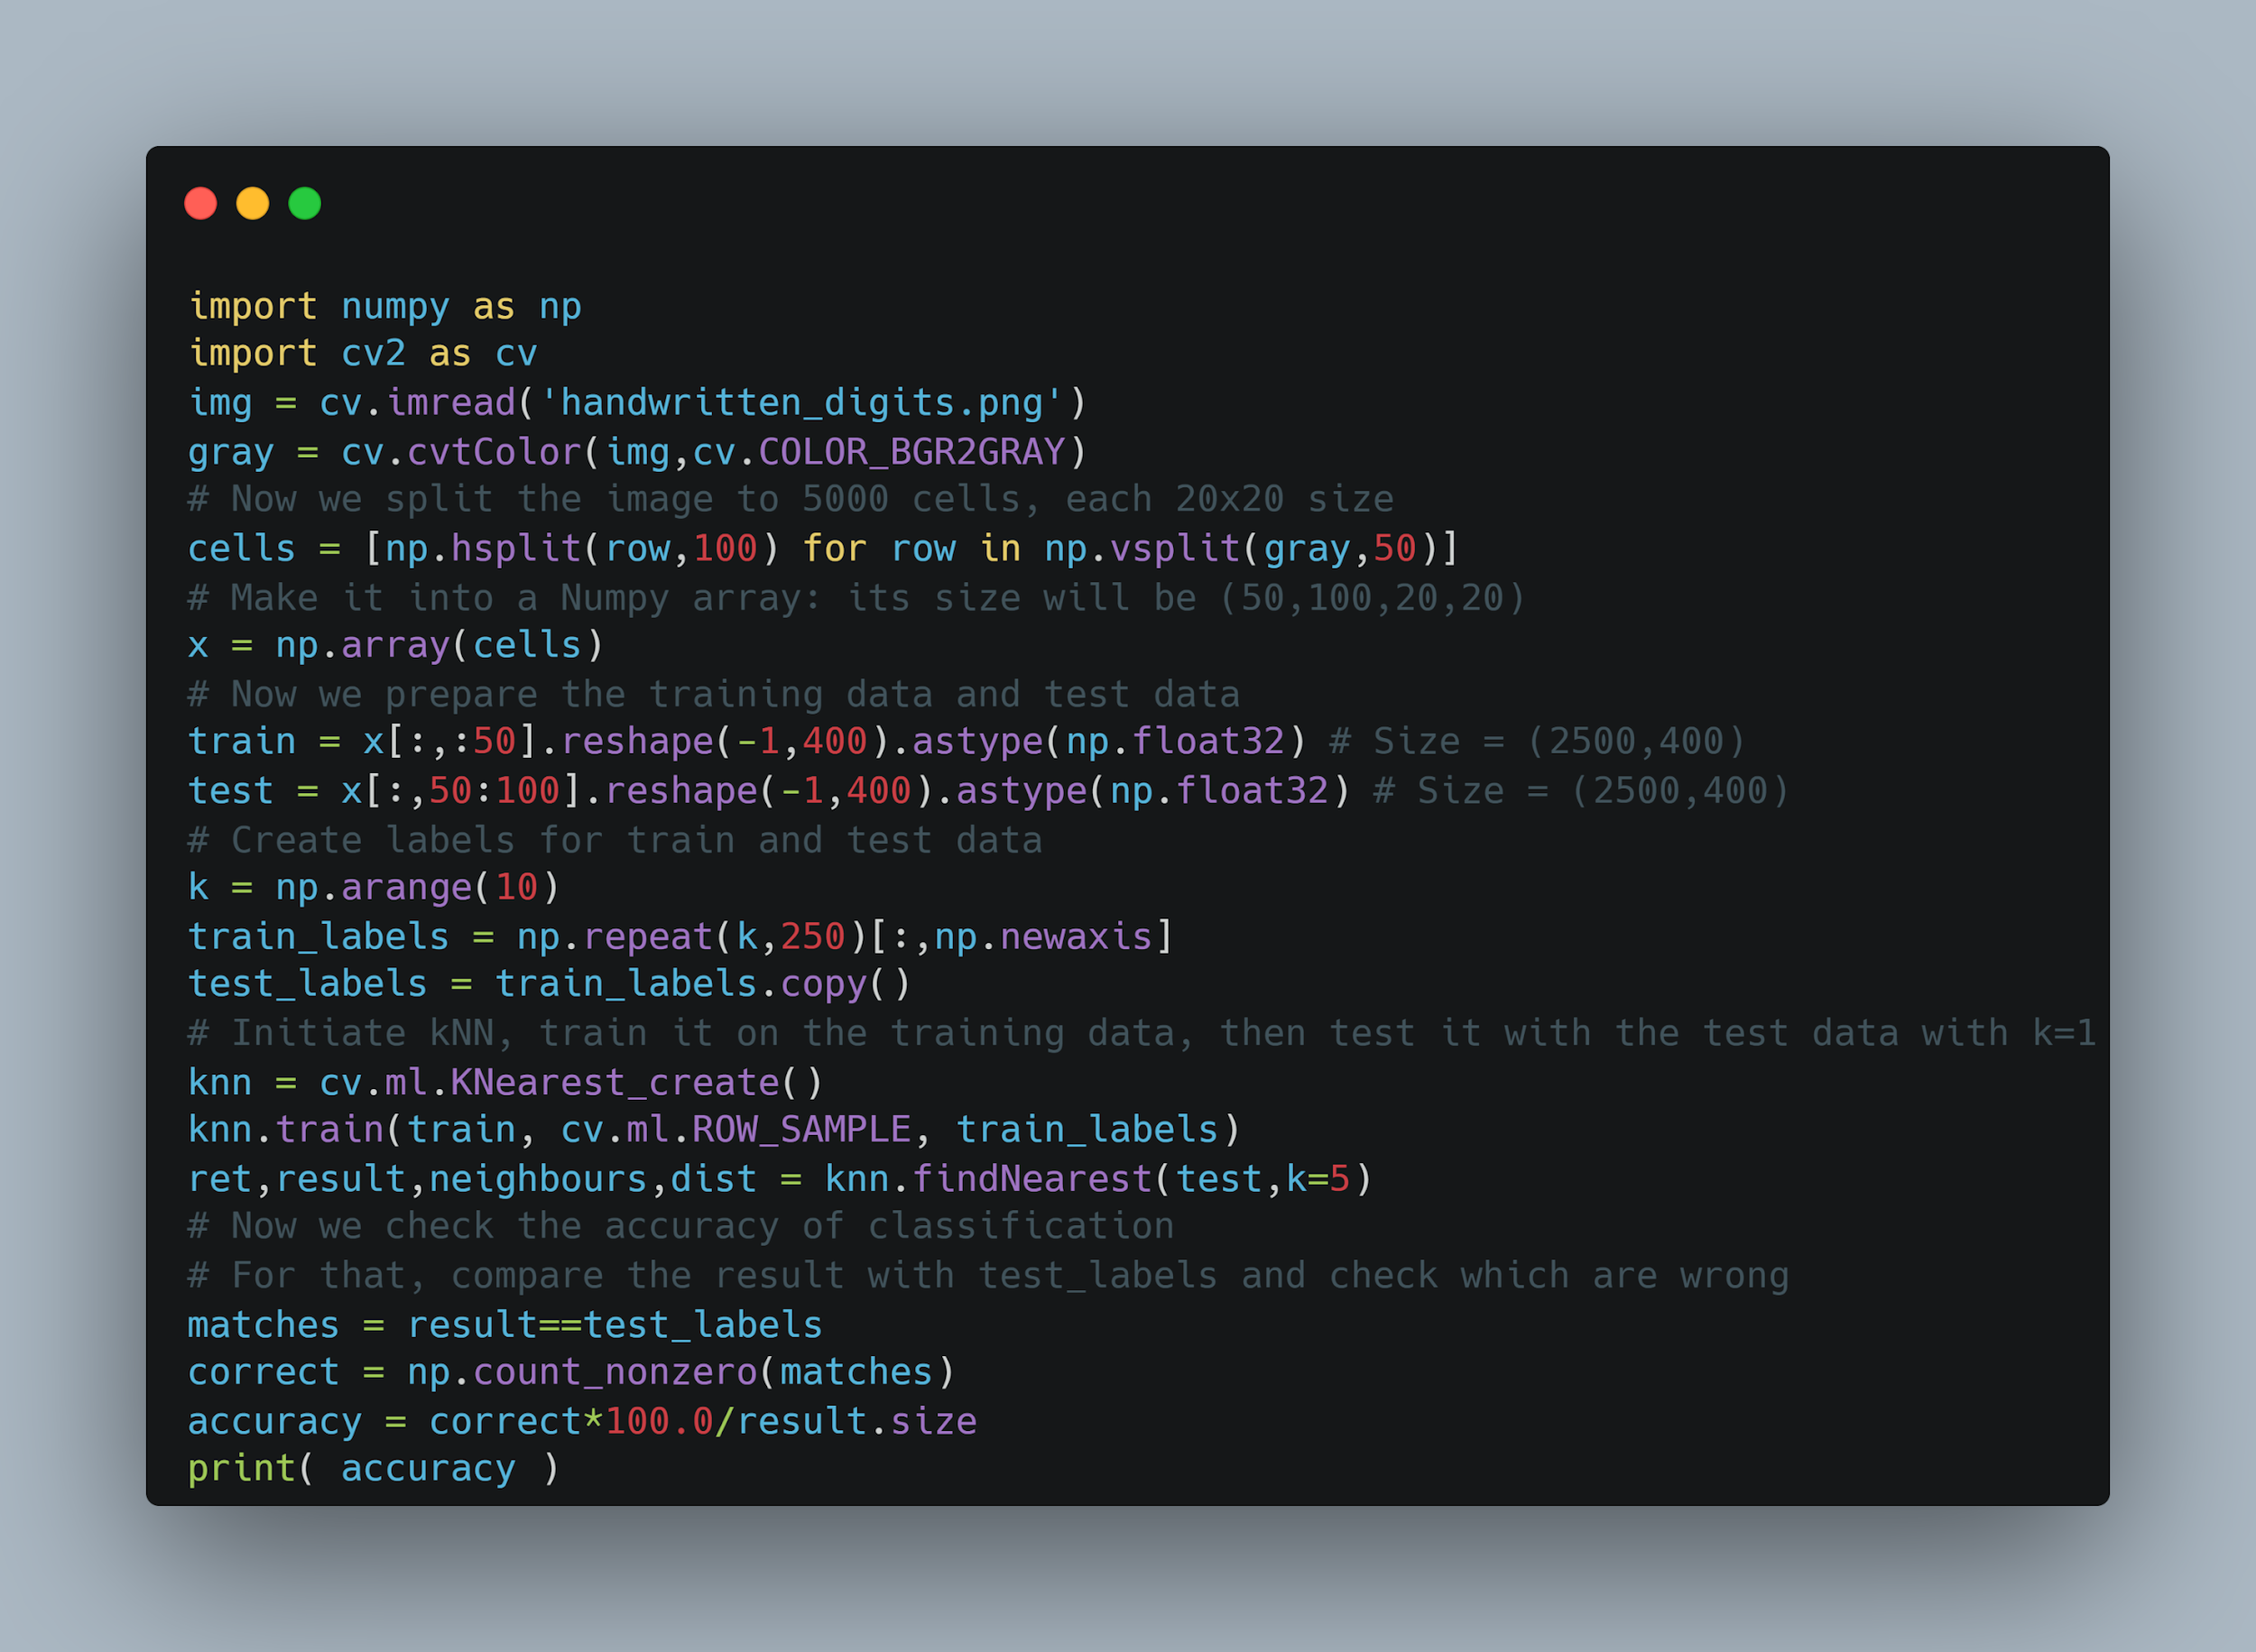 import numpy as np
import cv2 as cv
img = cv.imread('handwritten_digits.png')
gray = cv.cvtColor(img,cv.COLOR_BGR2GRAY)
# Now we split the image to 5000 cells, each 20x20 size
cells = [np.hsplit(row,100) for row in np.vsplit(gray,50)]
# Make it into a Numpy array: its size will be (50,100,20,20)
x = np.array(cells)
# Now we prepare the training data and test data
train = x[:,:50].reshape(-1,400).astype(np.float32) # Size = (2500,400)
test = x[:,50:100].reshape(-1,400).astype(np.float32) # Size = (2500,400)
# Create labels for train and test data
k = np.arange(10)
train_labels = np.repeat(k,250)[:,np.newaxis]
test_labels = train_labels.copy()
# Initiate kNN, train it on the training data, then test it with the test data with k=1
knn = cv.ml.KNearest_create()
knn.train(train, cv.ml.ROW_SAMPLE, train_labels)
ret,result,neighbours,dist = knn.findNearest(test,k=5)
# Now we check the accuracy of classification
# For that, compare the result with test_labels and check which are wrong
matches = result==test_labels
correct = np.count_nonzero(matches)
accuracy = correct*100.0/result.size
print( accuracy )